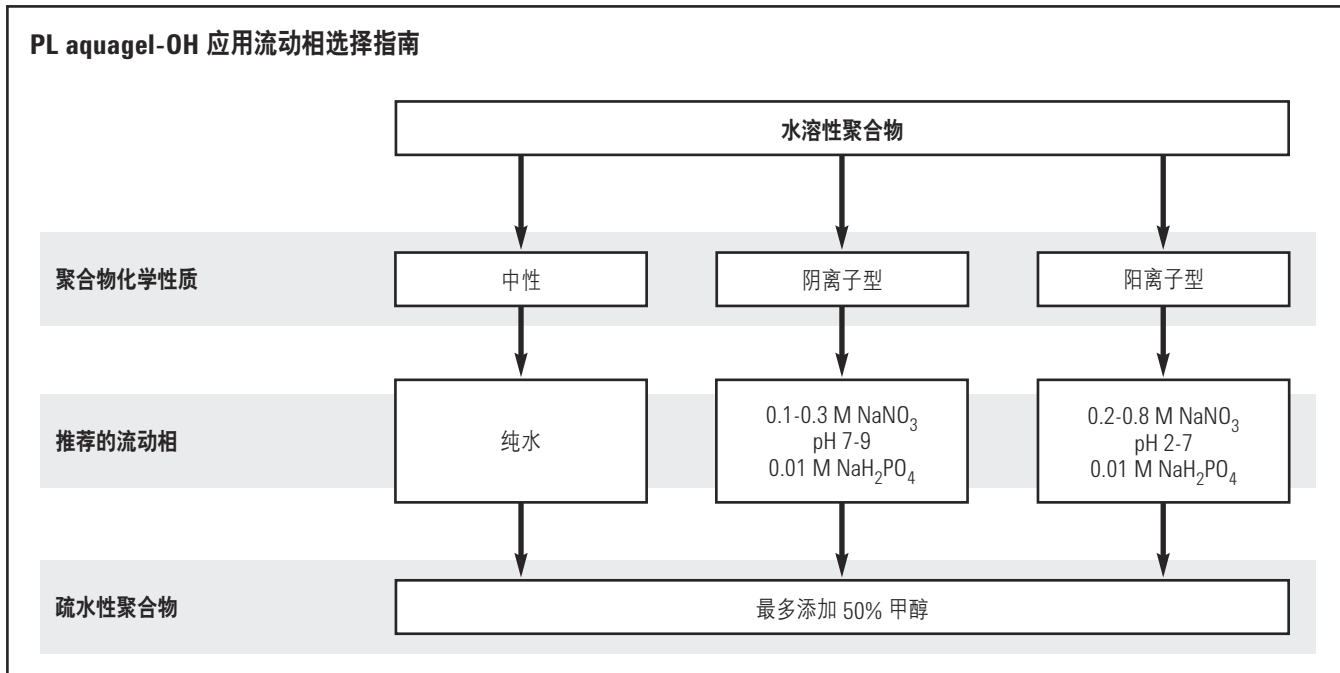 PL aquagel-OH 应用流动相选择指南
水溶性聚合物
聚合物化学性质
中性
阴离子型
阳离子型
推荐的流动相
纯水
0.1-0.3 M NaNO₃
pH 7-9
0.01 M NaH₂PO₄
0.2-0.8 M NaNO₃
pH 2-7
0.01 M NaH₂PO₄
疏水性聚合物
最多添加 50% 甲醇